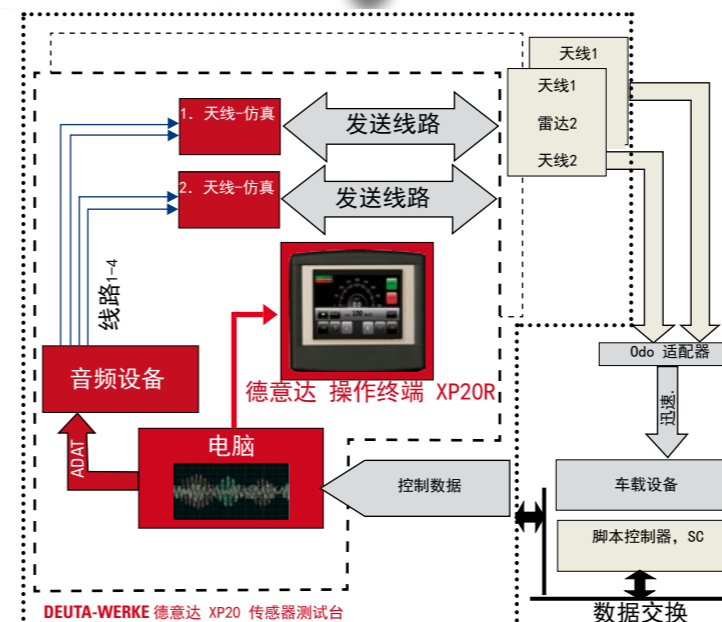 天线1
天线1
雷达2
天线2
1. 天线-仿真
发送线路
2. 天线-仿真
发送线路
线路1-4
音频设备
德意达 操作终端 XP20R
Odo 适配器
迅速.
ADAT
电脑
控制数据
车载设备
脚本控制器, SC
数据交换
DEUTA-WERKE 德意达 XP20 传感器测试台